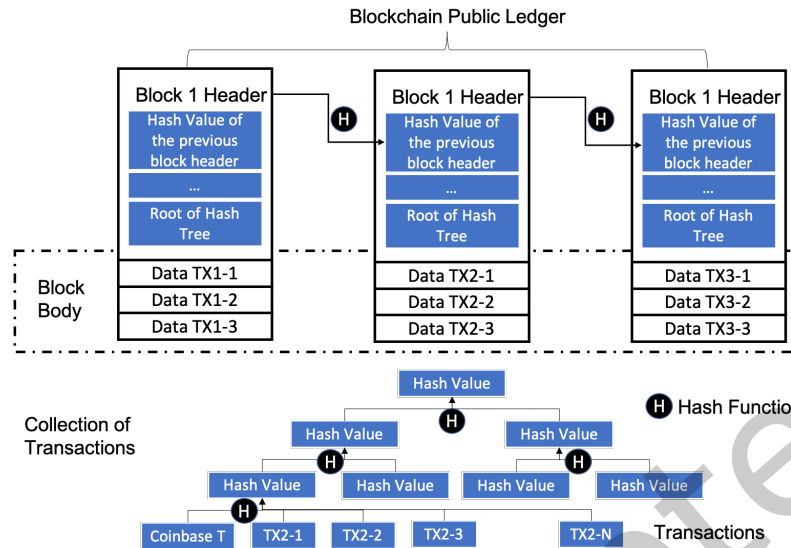 Blockchain Public Ledger
Block 1 Header
Hash Value of
the previous
block header
...
Root of Hash
Tree
Data TX1-1
Data TX1-2
Data TX1-3
H
Block 1 Header
Hash Value of
the previous
block header
...
Root of Hash
Tree
Data TX2-1
Data TX2-2
Data TX2-3
H
Block 1 Header
Hash Value of
the previous
block header
...
Root of Hash
Tree
TX3-1
TX3-2
TX3-3
Block
Body
Collection of
Transactions
Hash Value
H
H Hash Functio
Hash Value
Hash Value
H
H
Hash Value
Hash Value
Hash Value
Hash Value
H
Coinbase T
TX2-1
TX2-2
TX2-3
TX2-N
Transactions